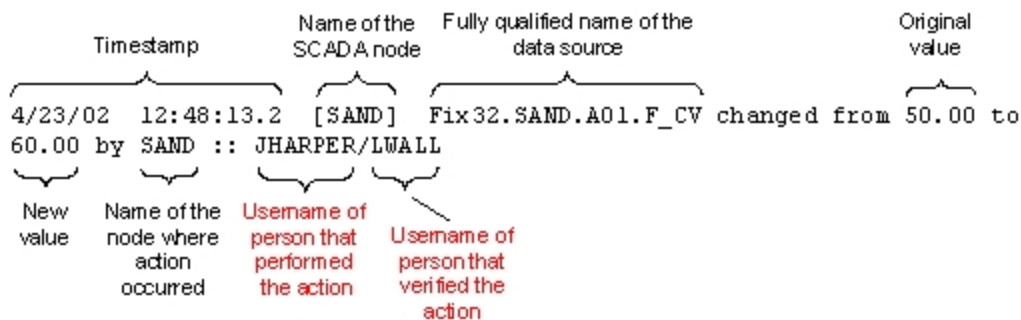 Timestamp
Name of the
SCADA node
Fully qualified name of the
data source
Original
value
4/23/02 12:48:13.2 [SAND] Fix32.SAND.A01.F_CV changed from 50.00 to
60.00 by SAND :: JHARPER/LWALL
New
value
Name of the
node where
action
occurred
Username of
person that
performed
the action
Username of
person that
verified the
action